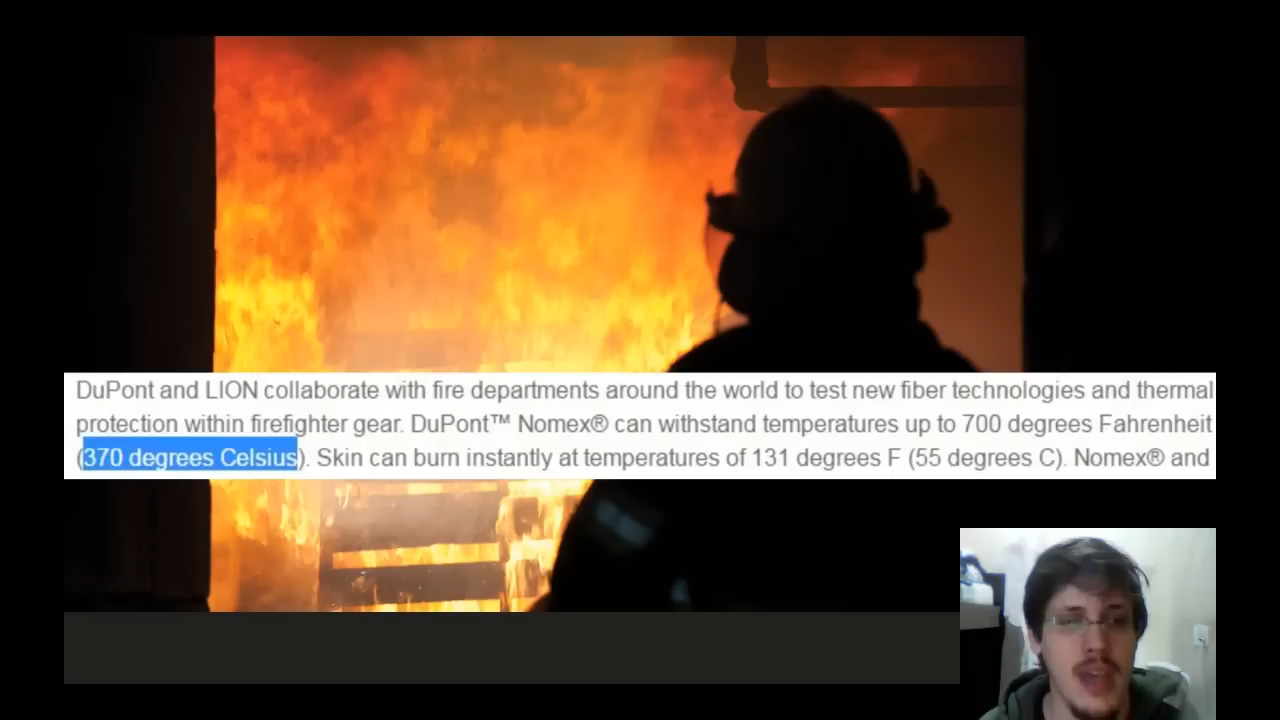 DuPont and LION collaborate with fire departments around the world to test new fiber technologies and thermal
protection within firefighter gear. DuPont™ Nomex® can withstand temperatures up to 700 degrees Fahrenheit
(370 degrees Celsius). Skin can burn instantly at temperatures of 131 degrees F (55 degrees C). Nomex® and